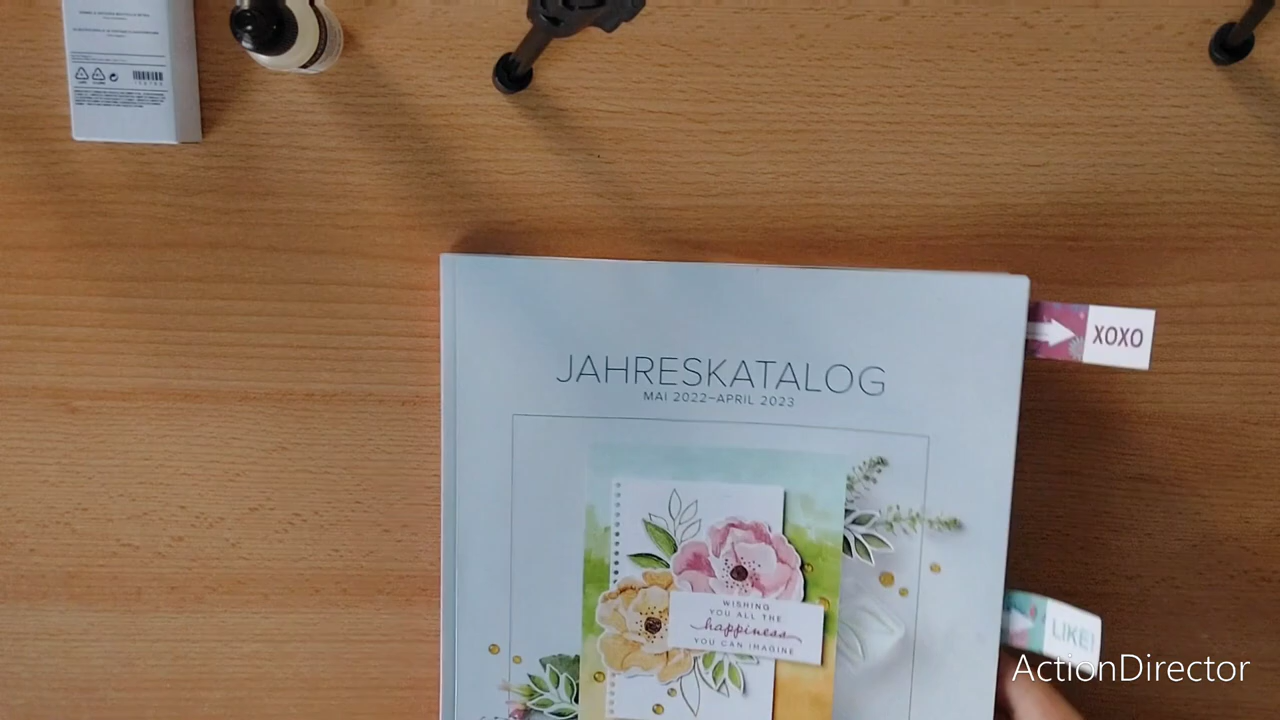 JAHRESKATALOG
MAI 2022–APRIL 2023
XOXO
WISHING
YOU ALL THE
happiness
YOU CAN IMAGINE
LIKE!
ActionDirector